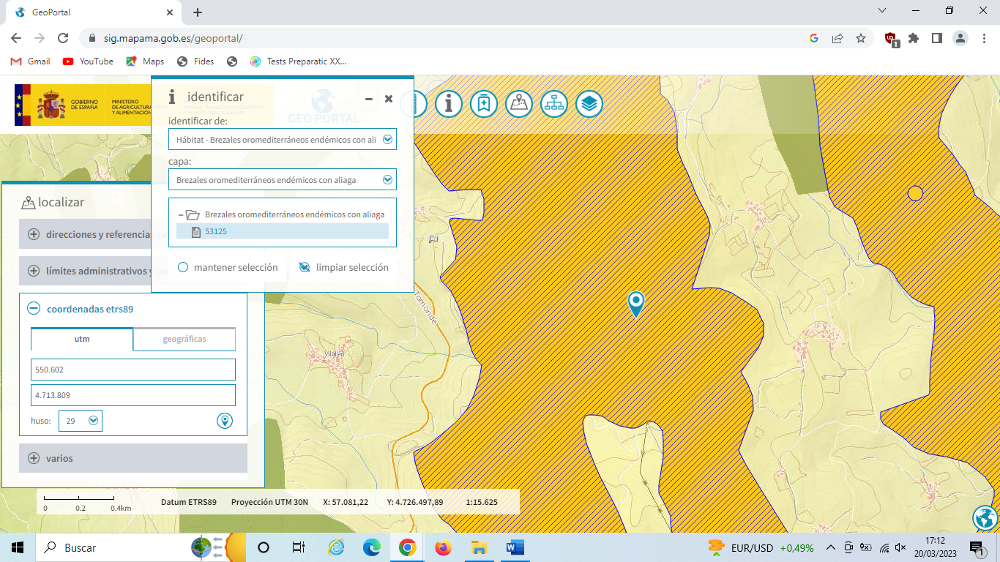 GeoPortal
sig.mapama.gob.es/geoportal/
1
Gmail
YouTube
Maps
Fides
Tests Preparatic XX...
GOBIERNO
DE ESPAÑA
MINISTERIO
DE AGRICULTURA
Y ALIMENTACIÓN
GEO PORTAL
identificar
identificar de:
Hábitat - Brezales oromediterráneos endémicos con ali
capa:
Brezales oromediterráneos endémicos con aliaga
Brezales oromediterráneos endémicos con aliaga
53125
mantener selección
limpiar selección
localizar
direcciones y referencias
límites administrativos y
coordenadas etrs89
utm
geográficas
550.602
4.713.809
huso:
29
varios
Tomonde
0
0.2
0.4km
Datum ETRS89
Proyección UTM 30N
X: 57.081,22
Y: 4.726.497,89
1:15.625
Buscar
EUR/USD
+0,49%
17:12
20/03/2023
1